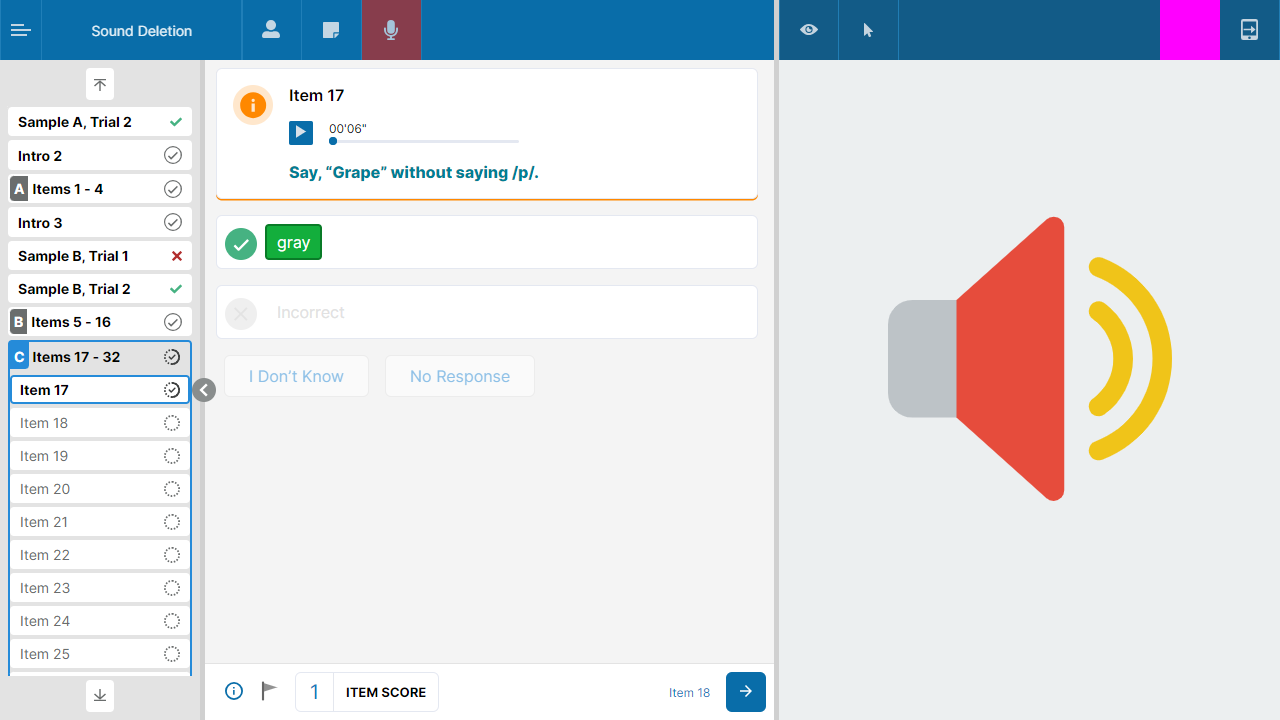 Sound Deletion
Sample A, Trial 2
Intro 2
A Items 1 - 4
Intro 3
Sample B, Trial 1
Sample B, Trial 2
B Items 5 - 16
C Items 17 - 32
Item 17
Item 18
Item 19
Item 20
Item 21
Item 22
Item 23
Item 24
Item 25
Item 17
00'06"
Say, “Grape” without saying /p/.
gray
Incorrect
I Don’t Know
No Response
1 ITEM SCORE
Item 18